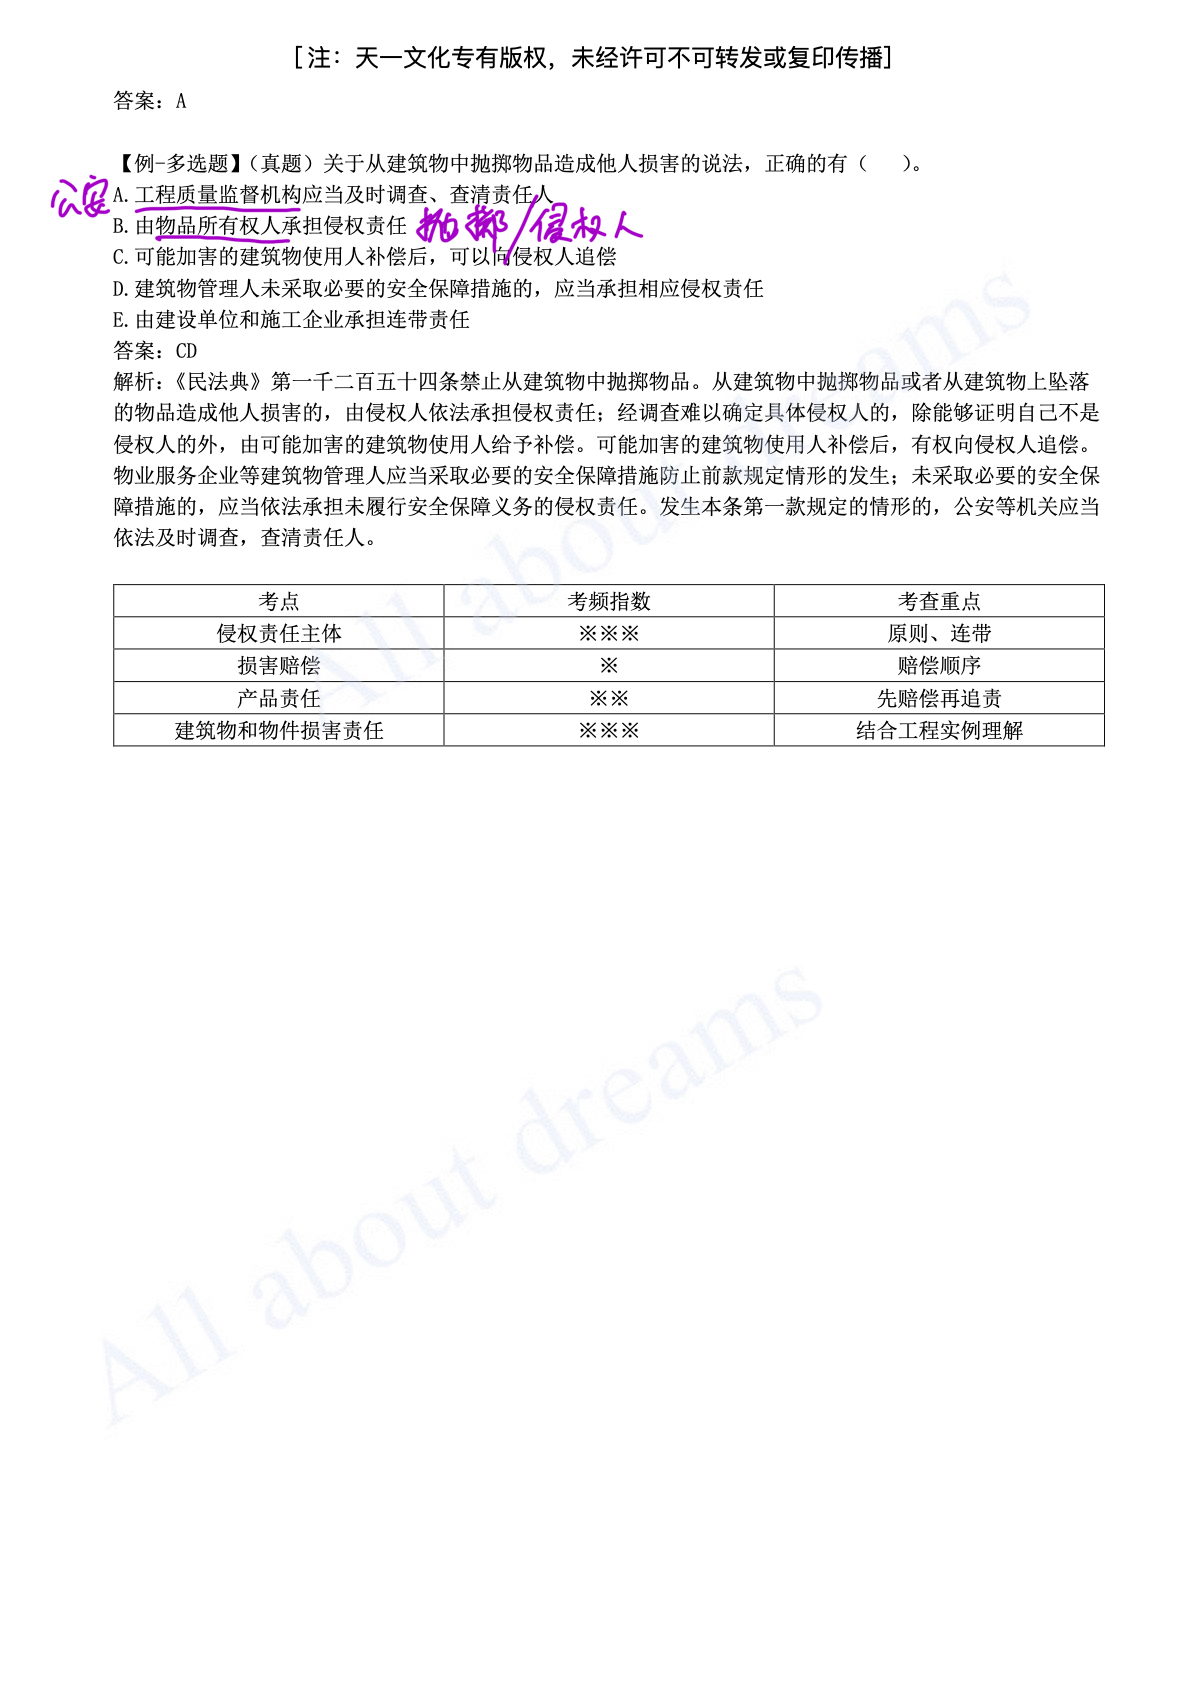 [注：天一文化专有版权，未经许可不可转发或复印传播]
答案：A
【例-多选题】（真题）关于从建筑物中抛掷物品造成他人损害的说法，正确的有（ ）。
公安 A.工程质量监督机构应当及时调查、查清责任人
B.由物品所有权人承担侵权责任 抛掷/侵权人
C.可能加害的建筑物使用人补偿后，可以向侵权人追偿
D.建筑物管理人未采取必要的安全保障措施的，应当承担相应侵权责任
E.由建设单位和施工企业承担连带责任
答案：CD
解析：《民法典》第一千二百五十四条禁止从建筑物中抛掷物品。从建筑物中抛掷物品或者从建筑物上坠落
的物品造成他人损害的，由侵权人依法承担侵权责任；经调查难以确定具体侵权人的，除能够证明自己不是
侵权人的外，由可能加害的建筑物使用人给予补偿。可能加害的建筑物使用人补偿后，有权向侵权人追偿。
物业服务企业等建筑物管理人应当采取必要的安全保障措施防止前款规定情形的发生；未采取必要的安全保
障措施的，应当依法承担未履行安全保障义务的侵权责任。发生本条第一款规定的情形的，公安等机关应当
依法及时调查，查清责任人。
考点 考频指数 考查重点
侵权责任主体 ※※※ 原则、连带
损害赔偿 ※ 赔偿顺序
产品责任 ※※ 先赔偿再追责
建筑物和物件损害责任 ※※※ 结合工程实例理解
All about dreams
All about dreams